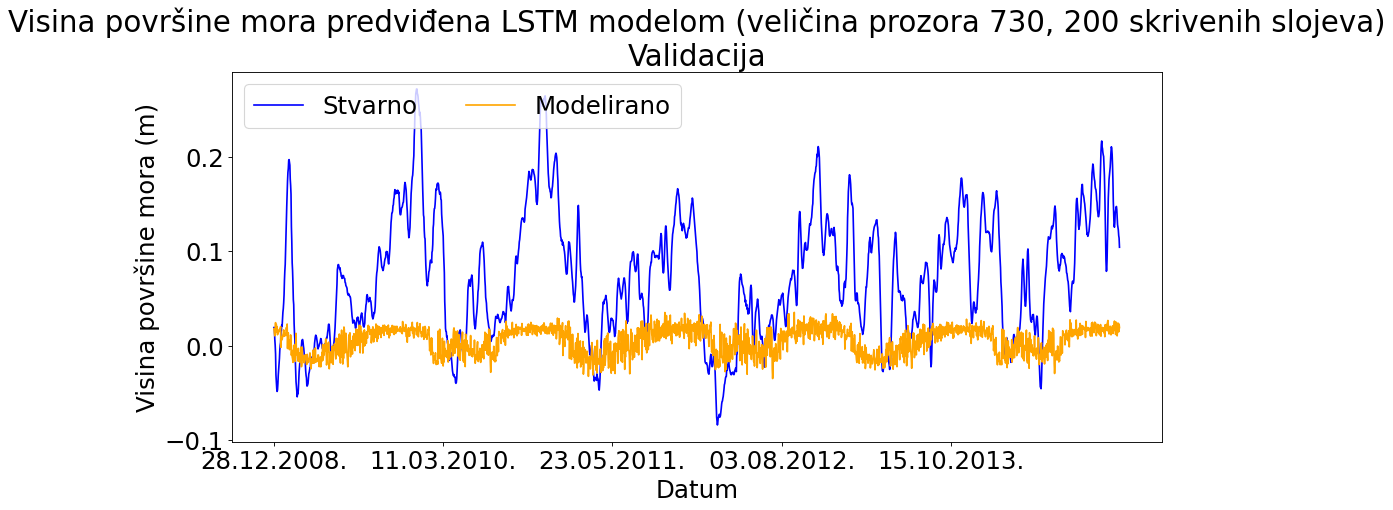 Visina površine mora predviđena LSTM modelom (veličina prozora 730, 200 skrivenih slojeva)
Validacija
Stvarno Modelirano
Visina površine mora (m)
0.2
0.1
0.0
−0.1
28.12.2008. 11.03.2010. 23.05.2011. 03.08.2012. 15.10.2013.
Datum